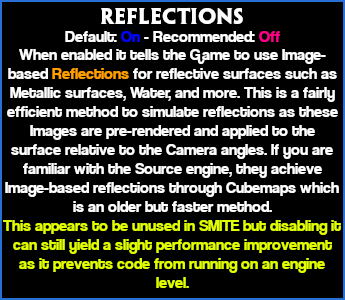 REFLECTIONS
Default: On - Recommended: Off
When enabled it tells the Game to use Image-
based Reflections for reflective surfaces such as
Metallic surfaces, Water, and more. This is a fairly
efficient method to simulate reflections as these
Images are pre-rendered and applied to the
surface relative to the Camera angles. If you are
familiar with the Source engine, they achieve
Image-based reflections through Cubemaps which
is an older but faster method.
This appears to be unused in SMITE but disabling it
can still yield a slight performance improvement
as it prevents code from running on an engine
level.